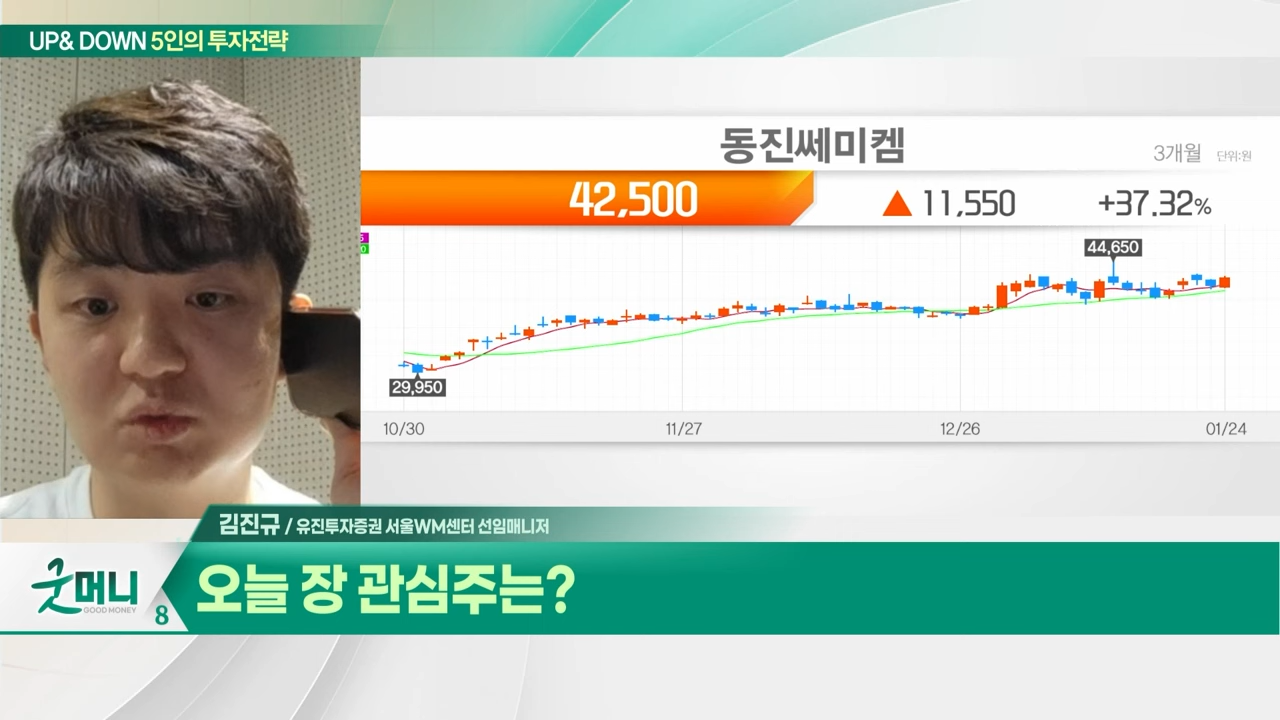 UP& DOWN 5인의 투자전략
동진쎄미켐
3개월 단위:원
42,500 ▲ 11,550 +37.32%
44,650
29,950
10/30 11/27 12/26 01/24
김진규 / 유진투자증권 서울WM센터 선임매니저
굿머니
GOOD MONEY
8
오늘 장 관심주는?